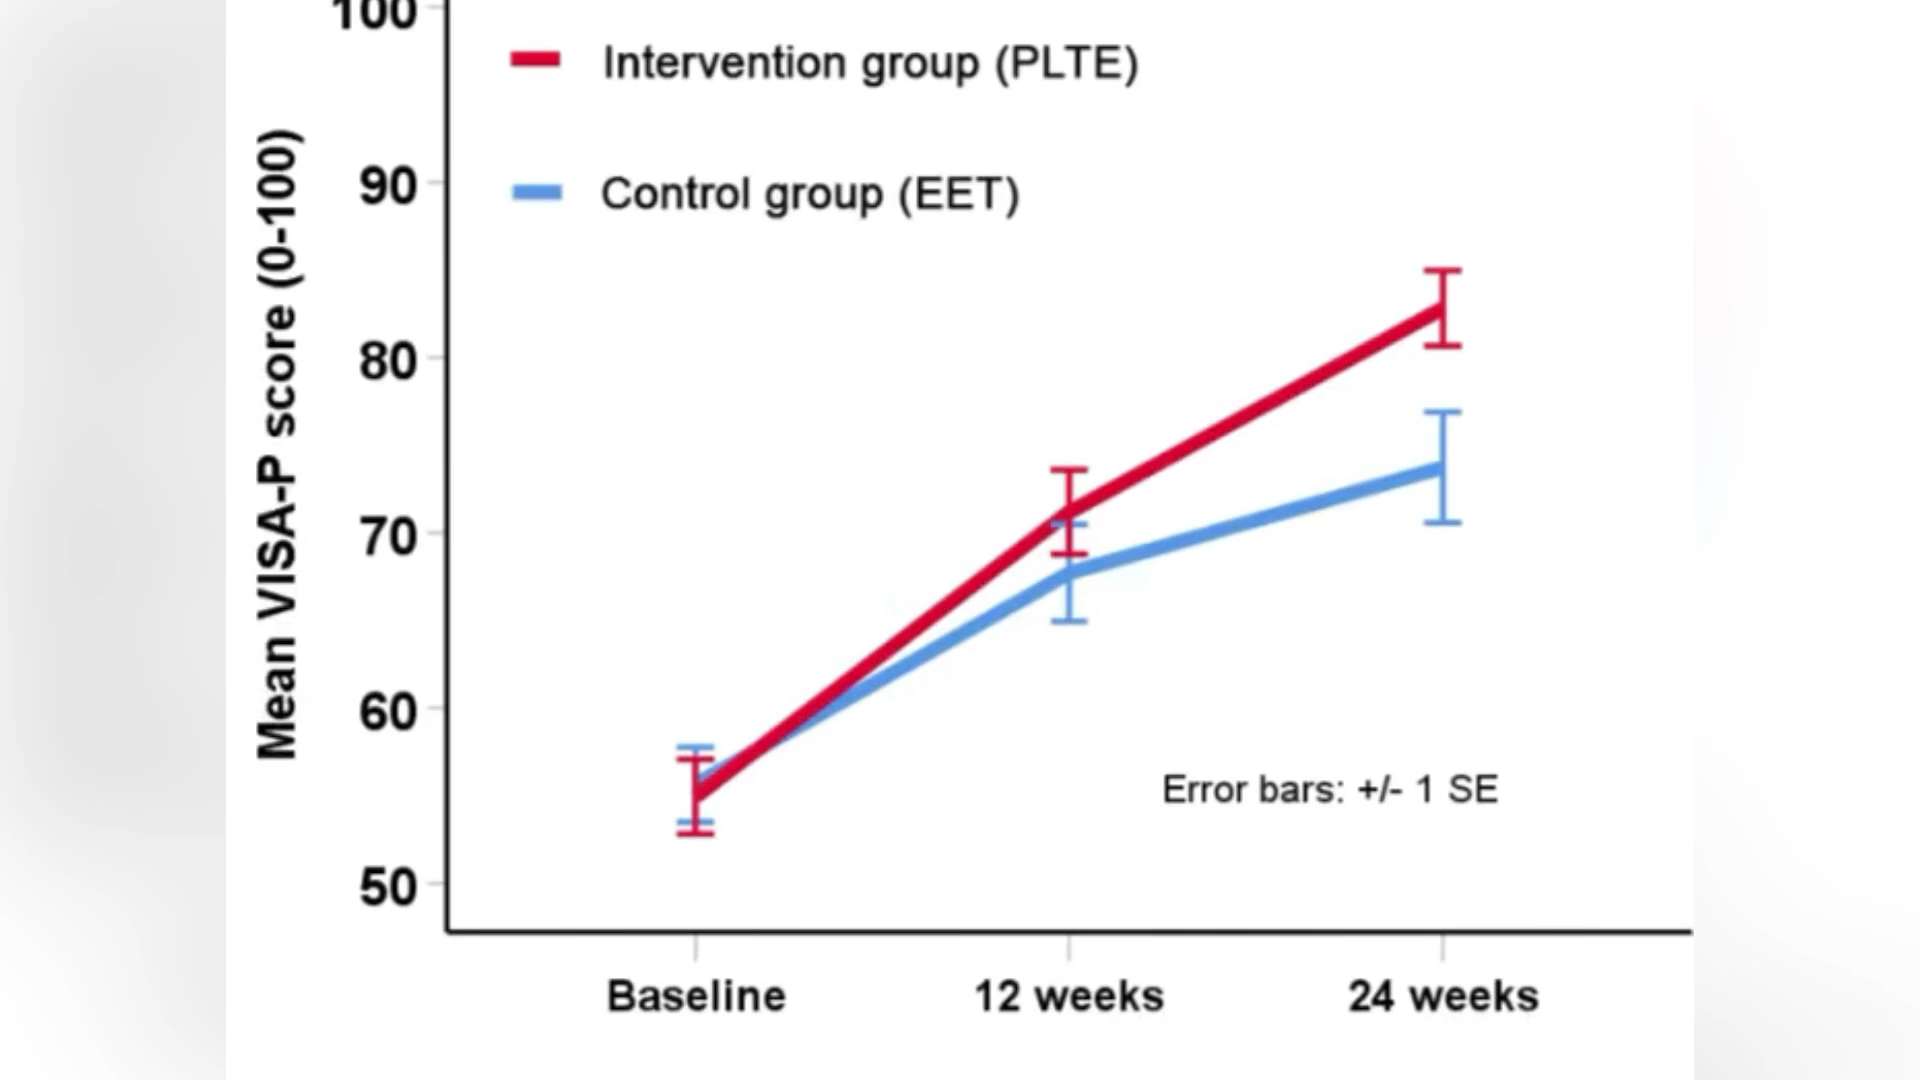 100
Intervention group (PLTE)
90
Control group (EET)
Mean VISA-P score (0-100)
80
70
60
Error bars: +/- 1 SE
50
Baseline
12 weeks
24 weeks